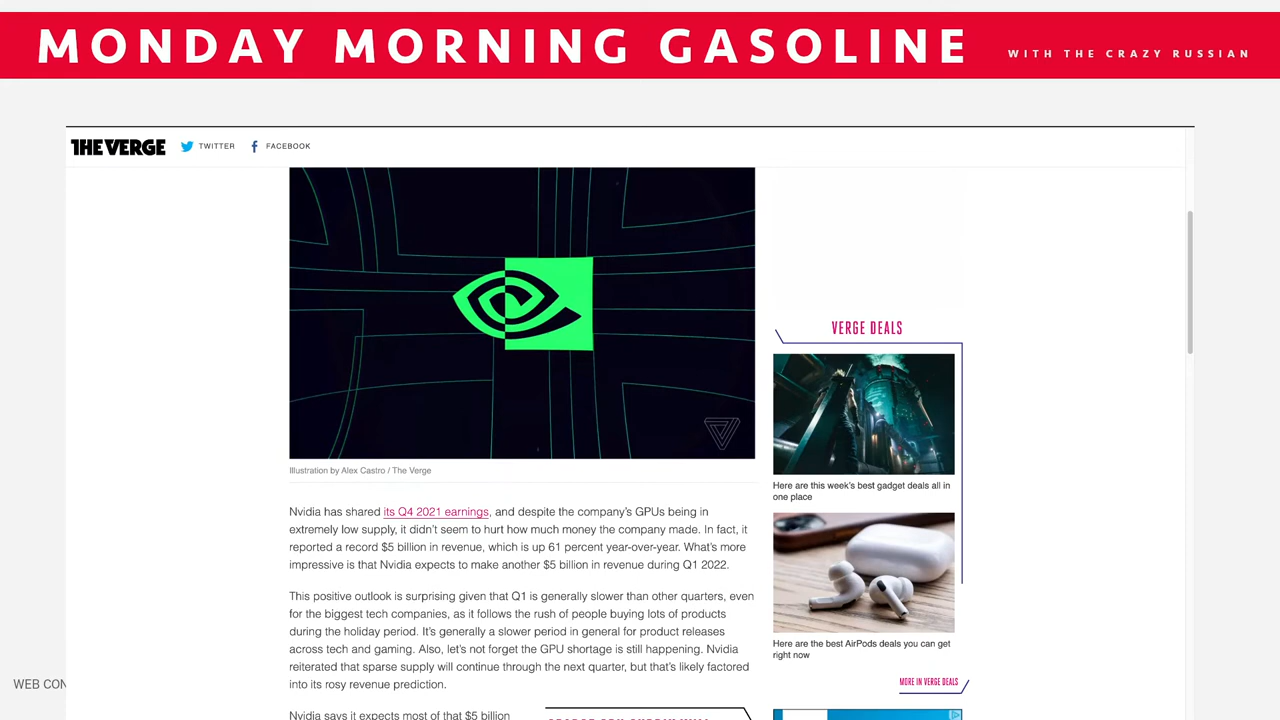 MONDAY MORNING GASOLINE WITH THE CRAZY RUSSIAN
THE VERGE TWITTER FACEBOOK
Illustration by Alex Castro / The Verge
Nvidia has shared its Q4 2021 earnings, and despite the company's GPUs being in
extremely low supply, it didn't seem to hurt how much money the company made. In fact, it
reported a record $5 billion in revenue, which is up 61 percent year-over-year. What's more
impressive is that Nvidia expects to make another $5 billion in revenue during Q1 2022.
This positive outlook is surprising given that Q1 is generally slower than other quarters, even
for the biggest tech companies, as it follows the rush of people buying lots of products
during the holiday period. It's generally a slower period in general for product releases
across tech and gaming. Also, let's not forget the GPU shortage is still happening. Nvidia
reiterated that sparse supply will continue through the next quarter, but that's likely factored
into its rosy revenue prediction.
Nvidia says it expects most of that $5 billion
VERGE DEALS
Here are this week's best gadget deals all in
one place
Here are the best AirPods deals you can get
right now
MORE IN VERGE DEALS
WEB CON